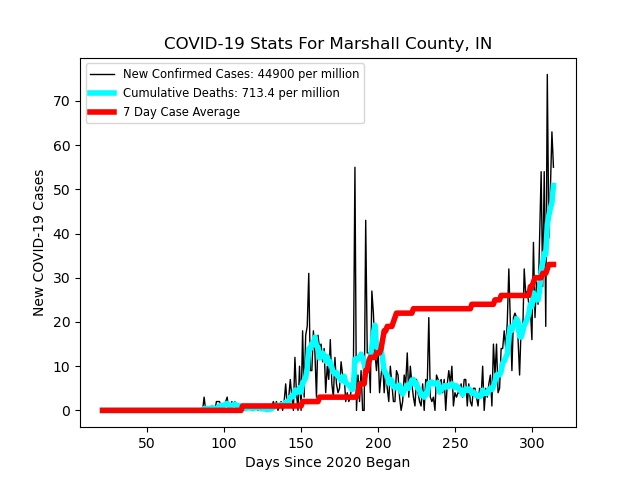 COVID-19 Stats For Marshall County, IN
New Confirmed Cases: 44900 per million
Cumulative Deaths: 713.4 per million
7 Day Case Average
New COVID-19 Cases
70
60
50
40
30
20
10
0
50 100 150 200 250 300
Days Since 2020 Began